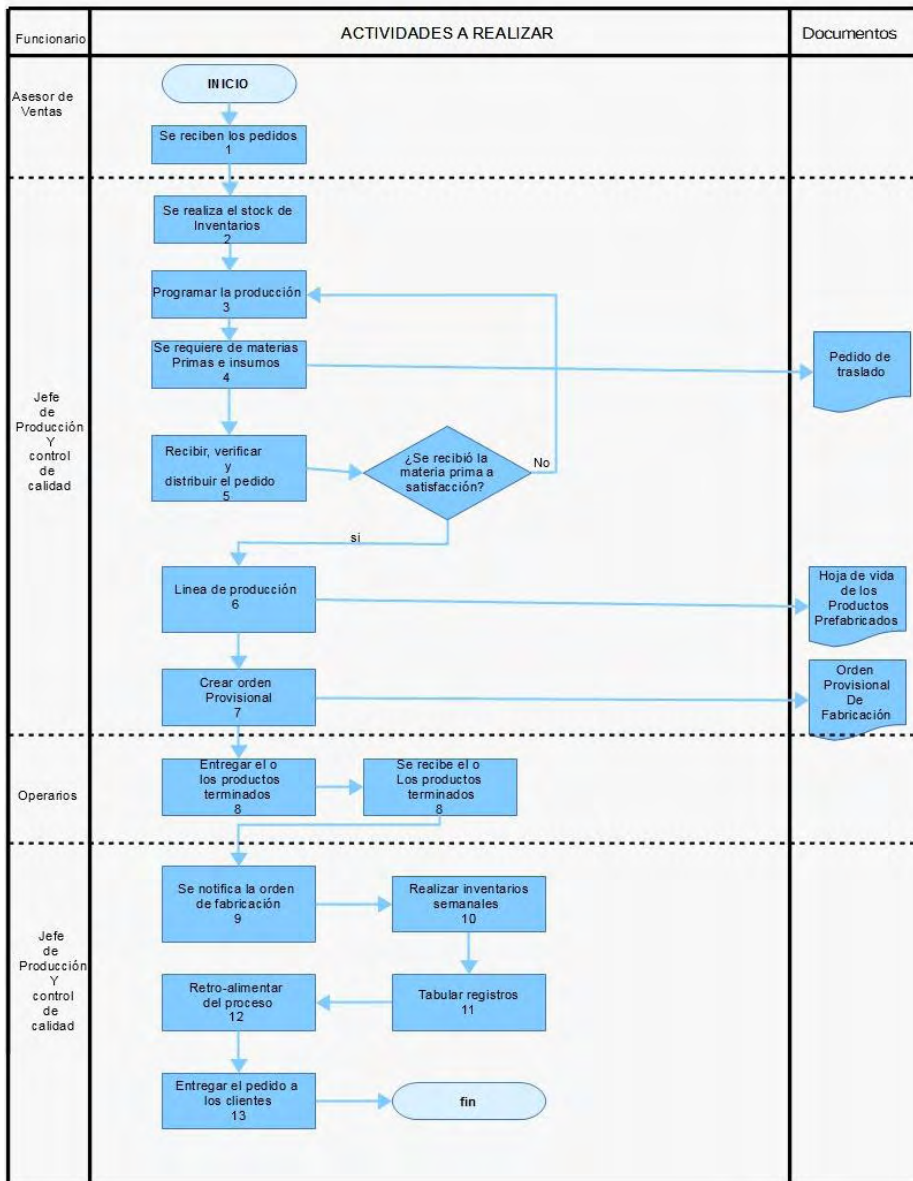 Funcionario
ACTIVIDADES A REALIZAR
Documentos
Asesor de
Ventas
INICIO
Se reciben los pedidos
1
Jefe
de
Producción
Y
control
de
calidad
Se realiza el stock de
Inventarios
2
Programar la producción
3
Se requiere de materias
Primas e insumos
4
Pedido de
traslado
Recibir, verificar
y
distribuir el pedido
5
¿Se recibió la
materia prima a
satisfacción?
No
si
Linea de producción
6
Hoja de vida
de los
Productos
Prefabricados
Crear orden
Provisional
7
Orden
Provisional
De
Fabricación
Operarios
Entregar el o
los productos
terminados
8
Se recibe el o
Los productos
terminados
8
Jefe
de
Producción
Y
control
de
calidad
Se notifica la orden
de fabricación
9
Realizar inventarios
semanales
10
Tabular registros
11
Retro-alimentar
del proceso
12
Entregar el pedido a
los clientes
13
fin